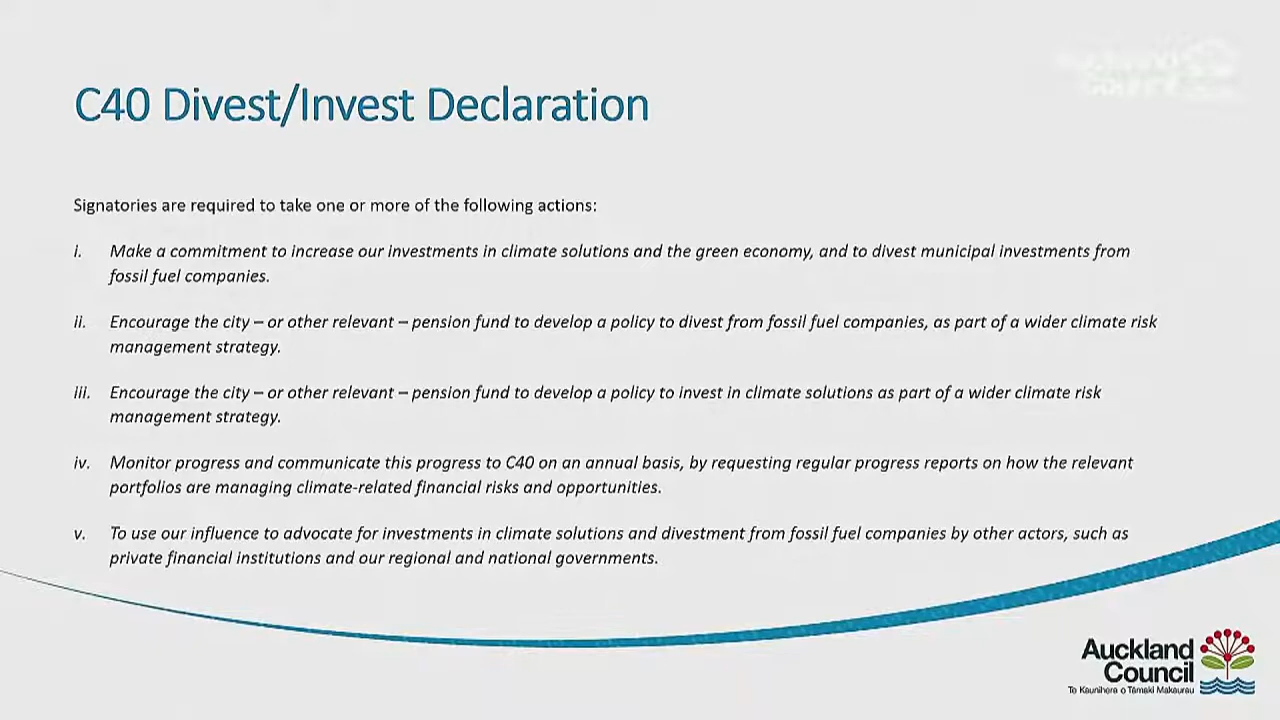 C40 Divest/Invest Declaration
Signatories are required to take one or more of the following actions:
i. Make a commitment to increase our investments in climate solutions and the green economy, and to divest municipal investments from
fossil fuel companies.
ii. Encourage the city – or other relevant – pension fund to develop a policy to divest from fossil fuel companies, as part of a wider climate risk
management strategy.
iii. Encourage the city – or other relevant – pension fund to develop a policy to invest in climate solutions as part of a wider climate risk
management strategy.
iv. Monitor progress and communicate this progress to C40 on an annual basis, by requesting regular progress reports on how the relevant
portfolios are managing climate-related financial risks and opportunities.
v. To use our influence to advocate for investments in climate solutions and divestment from fossil fuel companies by other actors, such as
private financial institutions and our regional and national governments.
Auckland
Council
Te Kaunihera o Tāmaki Makaurau